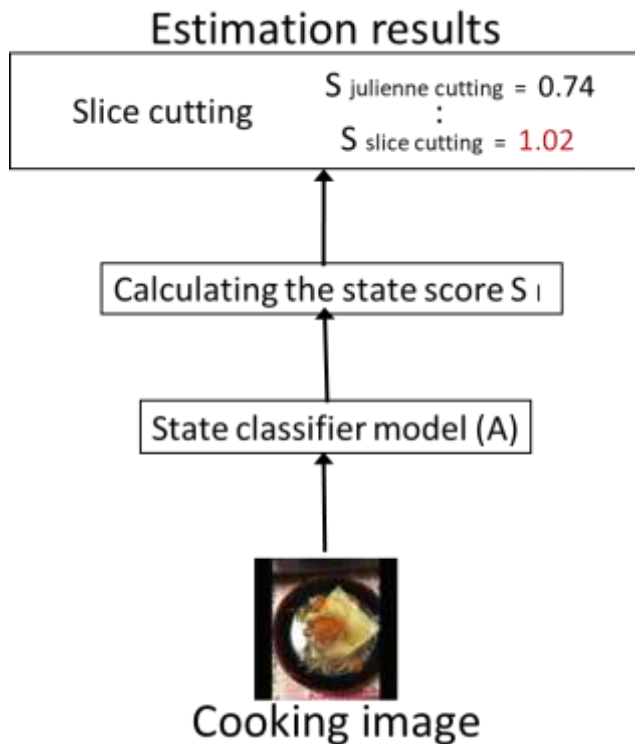 Estimation results
Slice cutting
S julienne cutting = 0.74
:
S slice cutting = 1.02
Calculating the state score S l
State classifier model (A)
Cooking image